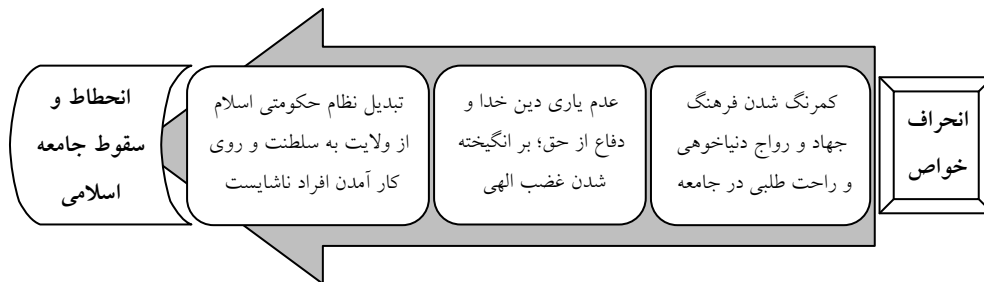 انحراف
خواص
کمرنگ شدن فرهنگ
جهاد و رواج دنیاخوهی
و راحت طلبی در جامعه
عدم یاری دین خدا و
دفاع از حق؛ بر انگیخته
شدن غضب الهی
تبدیل نظام حکومتی اسلام
از ولایت به سلطنت و روی
کار آمدن افراد ناشایست
انحطاط و
سقوط جامعه
اسلامی